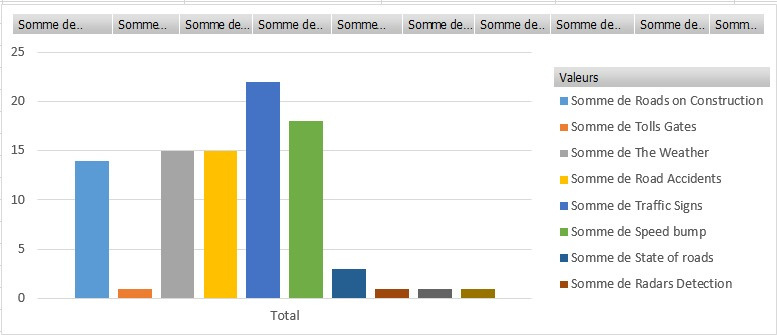 Somme de..
Somme...
Somme de..
Somme de..
Somme...
Somme de...
Somme de..
Somme de..
Somme de..
Somm..
25
20
15
10
5
0
Total
Valeurs
Somme de Roads on Construction
Somme de Tolls Gates
Somme de The Weather
Somme de Road Accidents
Somme de Traffic Signs
Somme de Speed bump
Somme de State of roads
Somme de Radars Detection